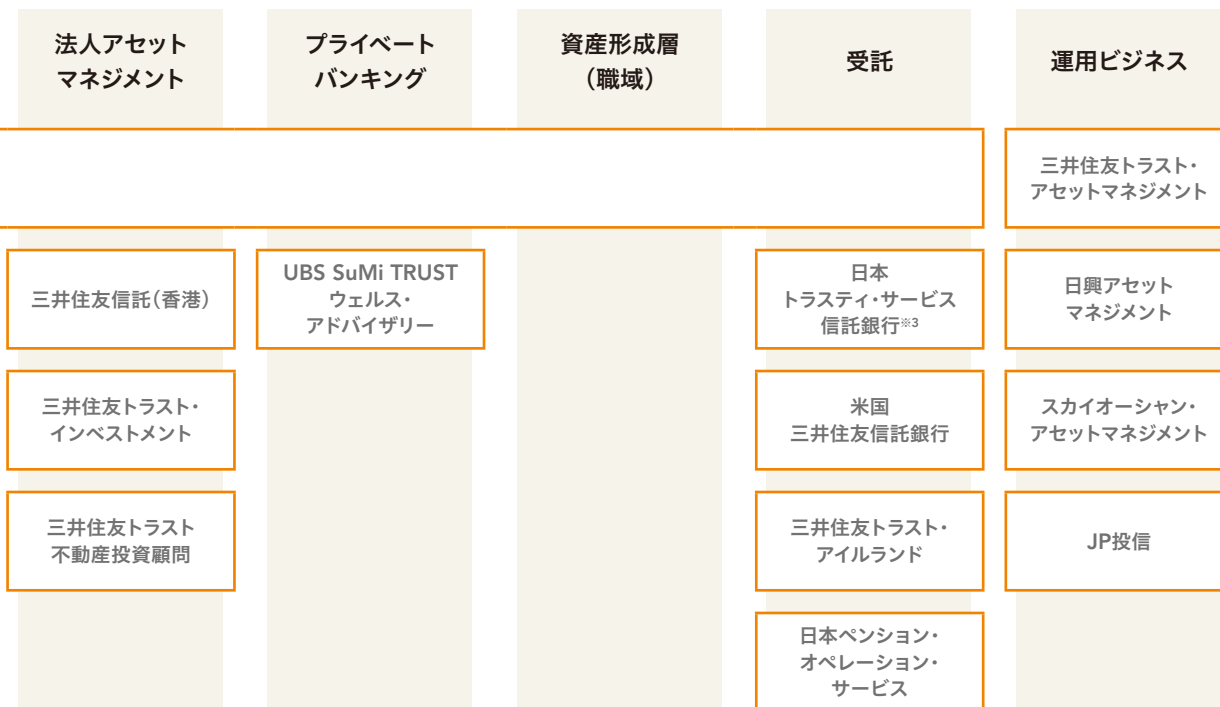 法人アセット
マネジメント
プライベート
バンキング
資産形成層
（職域）
受託
運用ビジネス
三井住友トラスト・
アセットマネジメント
三井住友信託（香港）
UBS SuMi TRUST
ウェルス・
アドバイザリー
日本
トラスティ・サービス
信託銀行※3
日興アセット
マネジメント
三井住友トラスト・
インベストメント
米国
三井住友信託銀行
スカイオーシャン・
アセットマネジメント
三井住友トラスト
不動産投資顧問
三井住友トラスト・
アイルランド
JP投信
日本ペンション・
オペレーション・
サービス